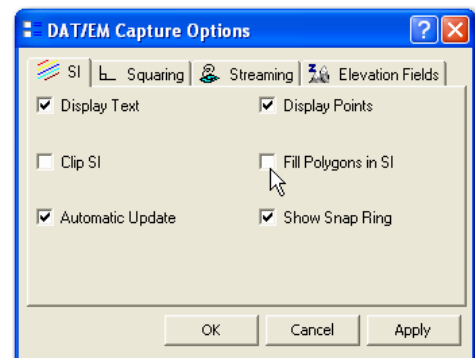 DAT/EM Capture Options
SI Squaring Streaming Elevation Fields
Display Text Display Points
Clip SI Fill Polygons in SI
Automatic Update Show Snap Ring
OK Cancel Apply